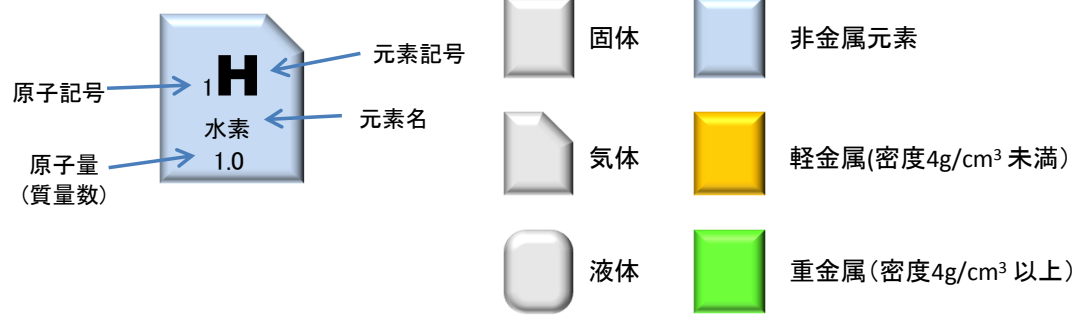 元素記号
1H
原子記号
水素
元素名
1.0
原子量
（質量数）
固体
非金属元素
気体
軽金属(密度4g/cm³ 未満）
液体
重金属（密度4g/cm³ 以上）